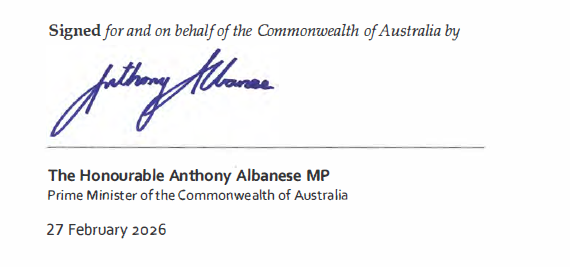 Signed for and on behalf of the Commonwealth of Australia by
Anthony Albanese
The Honourable Anthony Albanese MP
Prime Minister of the Commonwealth of Australia
27 February 2026